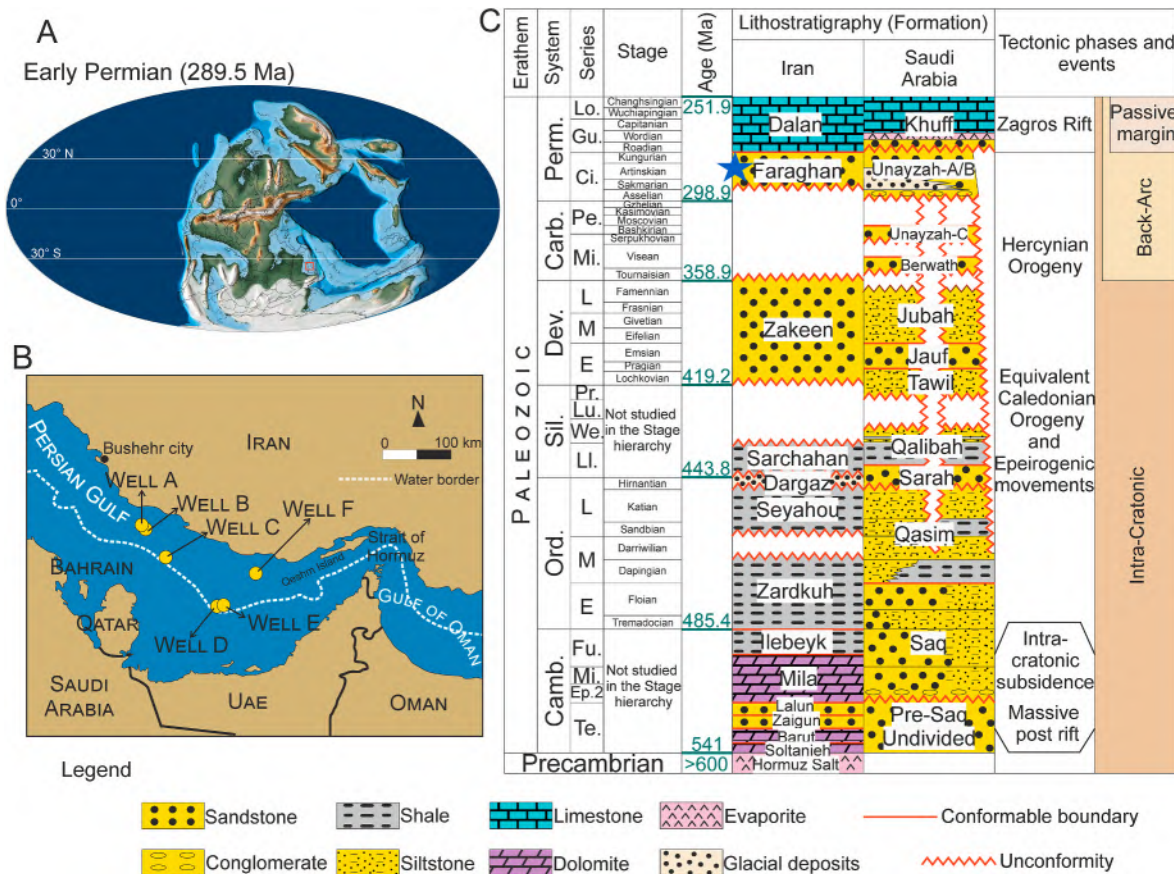 A
Early Permian (289.5 Ma)
30° N
0°
30° S
B
N
IRAN
0 100 km
Water border
Bushehr city
PERSIAN GULF
WELL A
WELL B
WELL C
WELL F
Strait of
Hormuz
Qeshm Island
BAHRAIN
QATAR
WELL D
WELL E
GULF OF OMAN
SAUDI
ARABIA
UAE
OMAN
C
Erathem
System
Series
Stage
Age (Ma)
Lithostratigraphy (Formation)
Iran
Saudi
Arabia
Tectonic phases and
events
PALEOZOIC
Perm.
Lo.
Gu.
Ci.
Changhsingian
Wuchiapingian
Capitanian
Wordian
Roadian
Kungurian
Artinskian
Sakmarian
Asselian
251.9
298.9
Dalan
Khuff
Faraghan
Unayzah-A/B
Zagros Rift
Passive
margin
Carb.
Pe.
Mi.
Gzhelian
Kasimovian
Moscovian
Bashkirian
Serpukhovian
Visean
Tournaisian
358.9
Unayzah-C
Berwath
Hercynian
Orogeny
Back-Arc
Dev.
L
M
E
Famennian
Frasnian
Givetian
Eifelian
Emsian
Pragian
Lochkovian
419.2
Zakeen
Jubah
Jauf
Tawil
Sil.
Pr.
Lu.
We.
Ll.
Not studied
in the Stage
hierarchy
443.8
Sarchahan
Qalibah
Equivalent
Caledonian
Orogeny
and
Epeirogenic
movements
Ord.
L
M
E
Hirnantian
Katian
Sandbian
Darriwilian
Dapingian
Floian
Tremadocian
485.4
Dargaz
Seyahou
Zardkuh
Sarah
Qasim
Intra-Cratonic
Camb.
Fu.
Mi.
Ep.2
Te.
Not studied
in the Stage
hierarchy
541
Ilebeyk
Mila
Lalun
Zaigun
Barut
Soltanieh
Saq
Pre-Saq
Undivided
Intra-
cratonic
subsidence
Massive
post rift
Precambrian
>600
Hormuz Salt
Legend
Sandstone
Shale
Limestone
Evaporite
Conformable boundary
Conglomerate
Siltstone
Dolomite
Glacial deposits
Unconformity